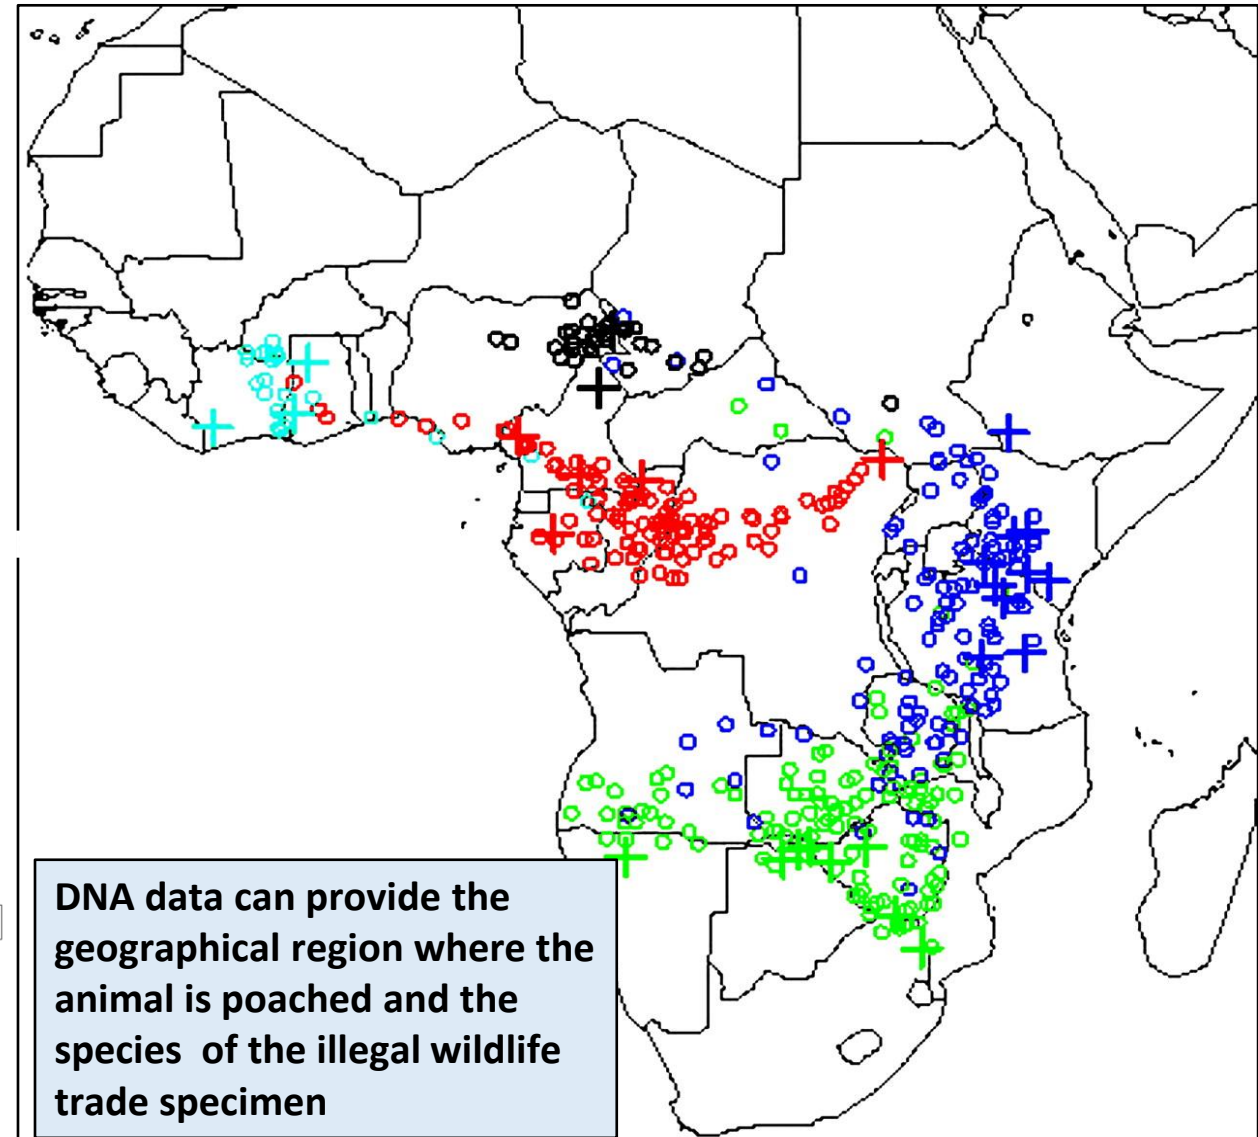 DNA data can provide the
geographical region where the
animal is poached and the
species  of the illegal wildlife
trade specimen